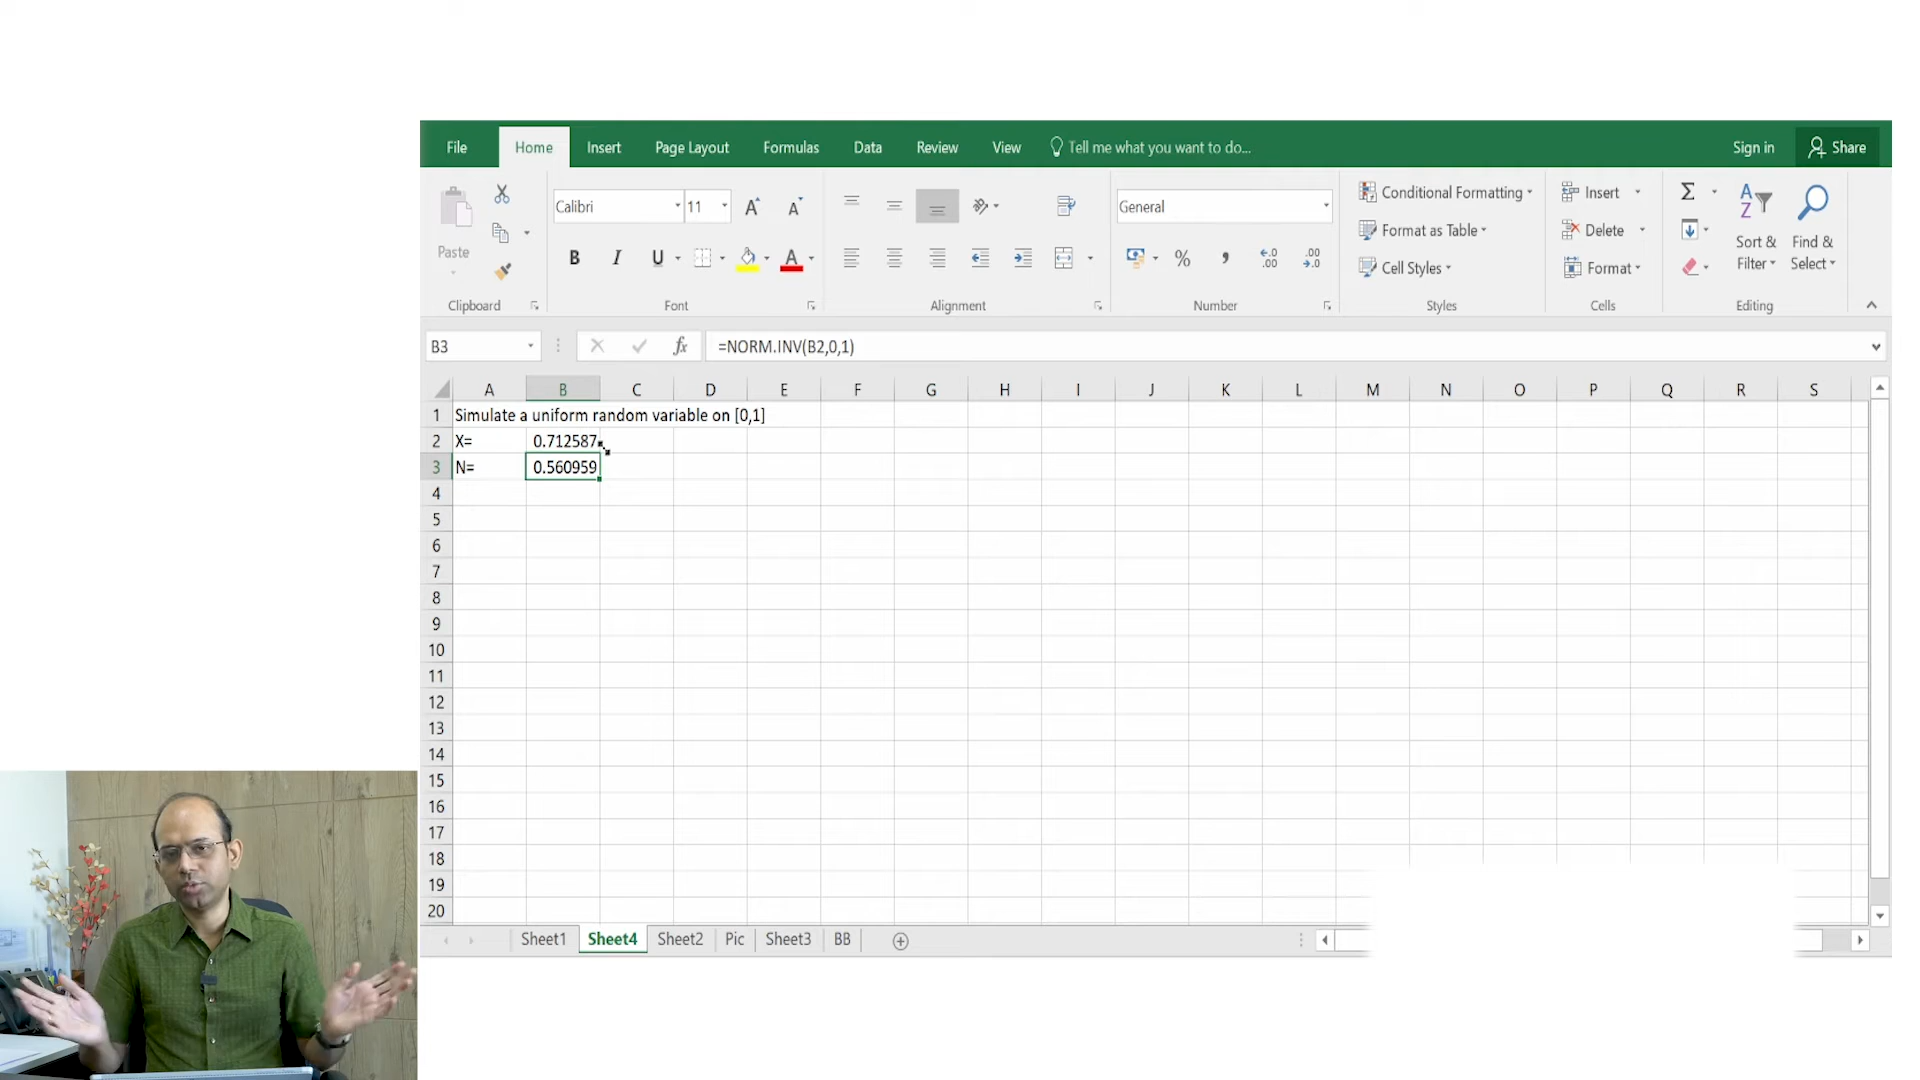 File Home Insert Page Layout Formulas Data Review View Tell me what you want to do... Sign in Share
Paste
Clipboard
Calibri 11
B I U A
Font
Alignment
General
% ,
Number
Conditional Formatting
Format as Table
Cell Styles
Styles
Insert
Delete
Format
Cells
Σ
Sort & Filter
Find & Select
Editing
B3 fx =NORM.INV(B2,0,1)
A B C D E F G H I J K L M N O P Q R S
1 Simulate a uniform random variable on [0,1]
2 X= 0.712587
3 N= 0.560959
4
5
6
7
8
9
10
11
12
13
14
15
16
17
18
19
20
Sheet1 Sheet4 Sheet2 Pic Sheet3 BB